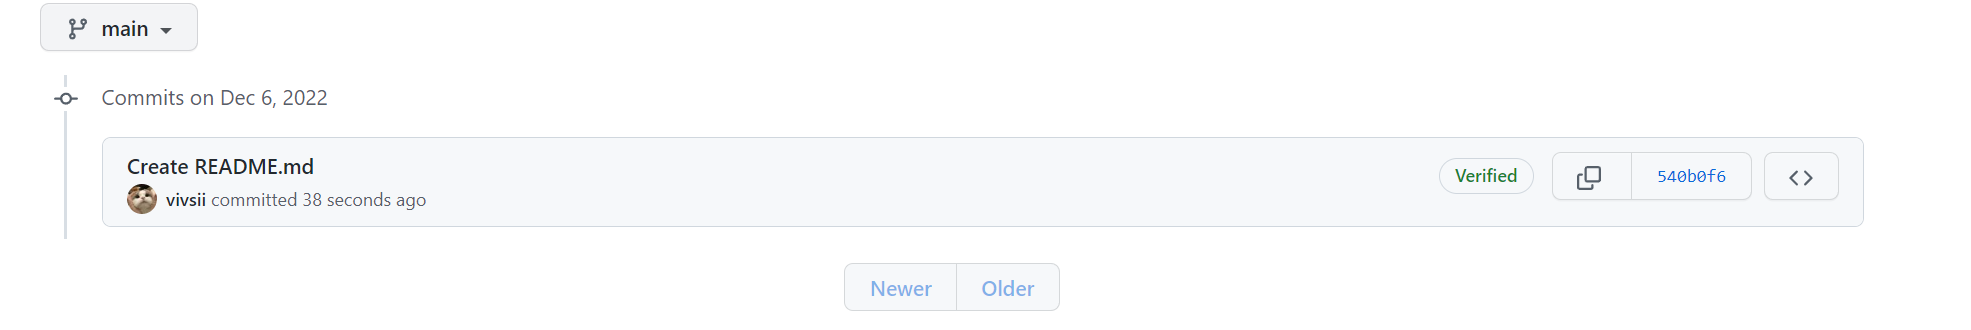 main
Commits on Dec 6, 2022
Create README.md
vivsii committed 38 seconds ago
Verified
540b0f6
Newer
Older